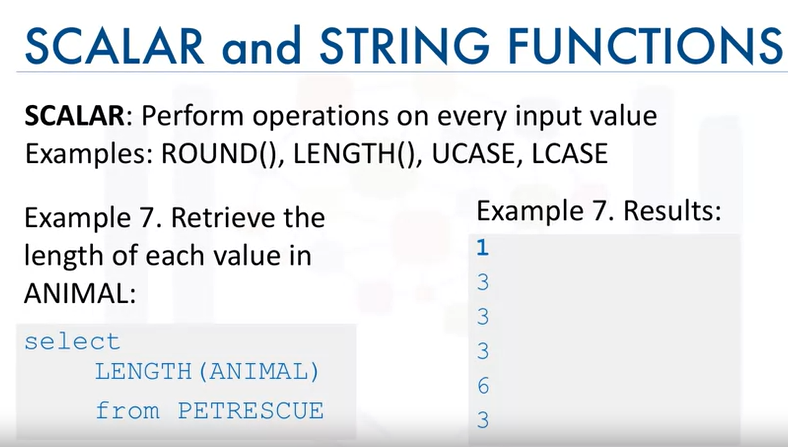 SCALAR and STRING FUNCTIONS
SCALAR: Perform operations on every input value
Examples: ROUND(), LENGTH(), UCASE, LCASE
Example 7. Retrieve the
length of each value in
ANIMAL:
select
LENGTH(ANIMAL)
from PETRESCUE
Example 7. Results:
1
3
3
3
6
3